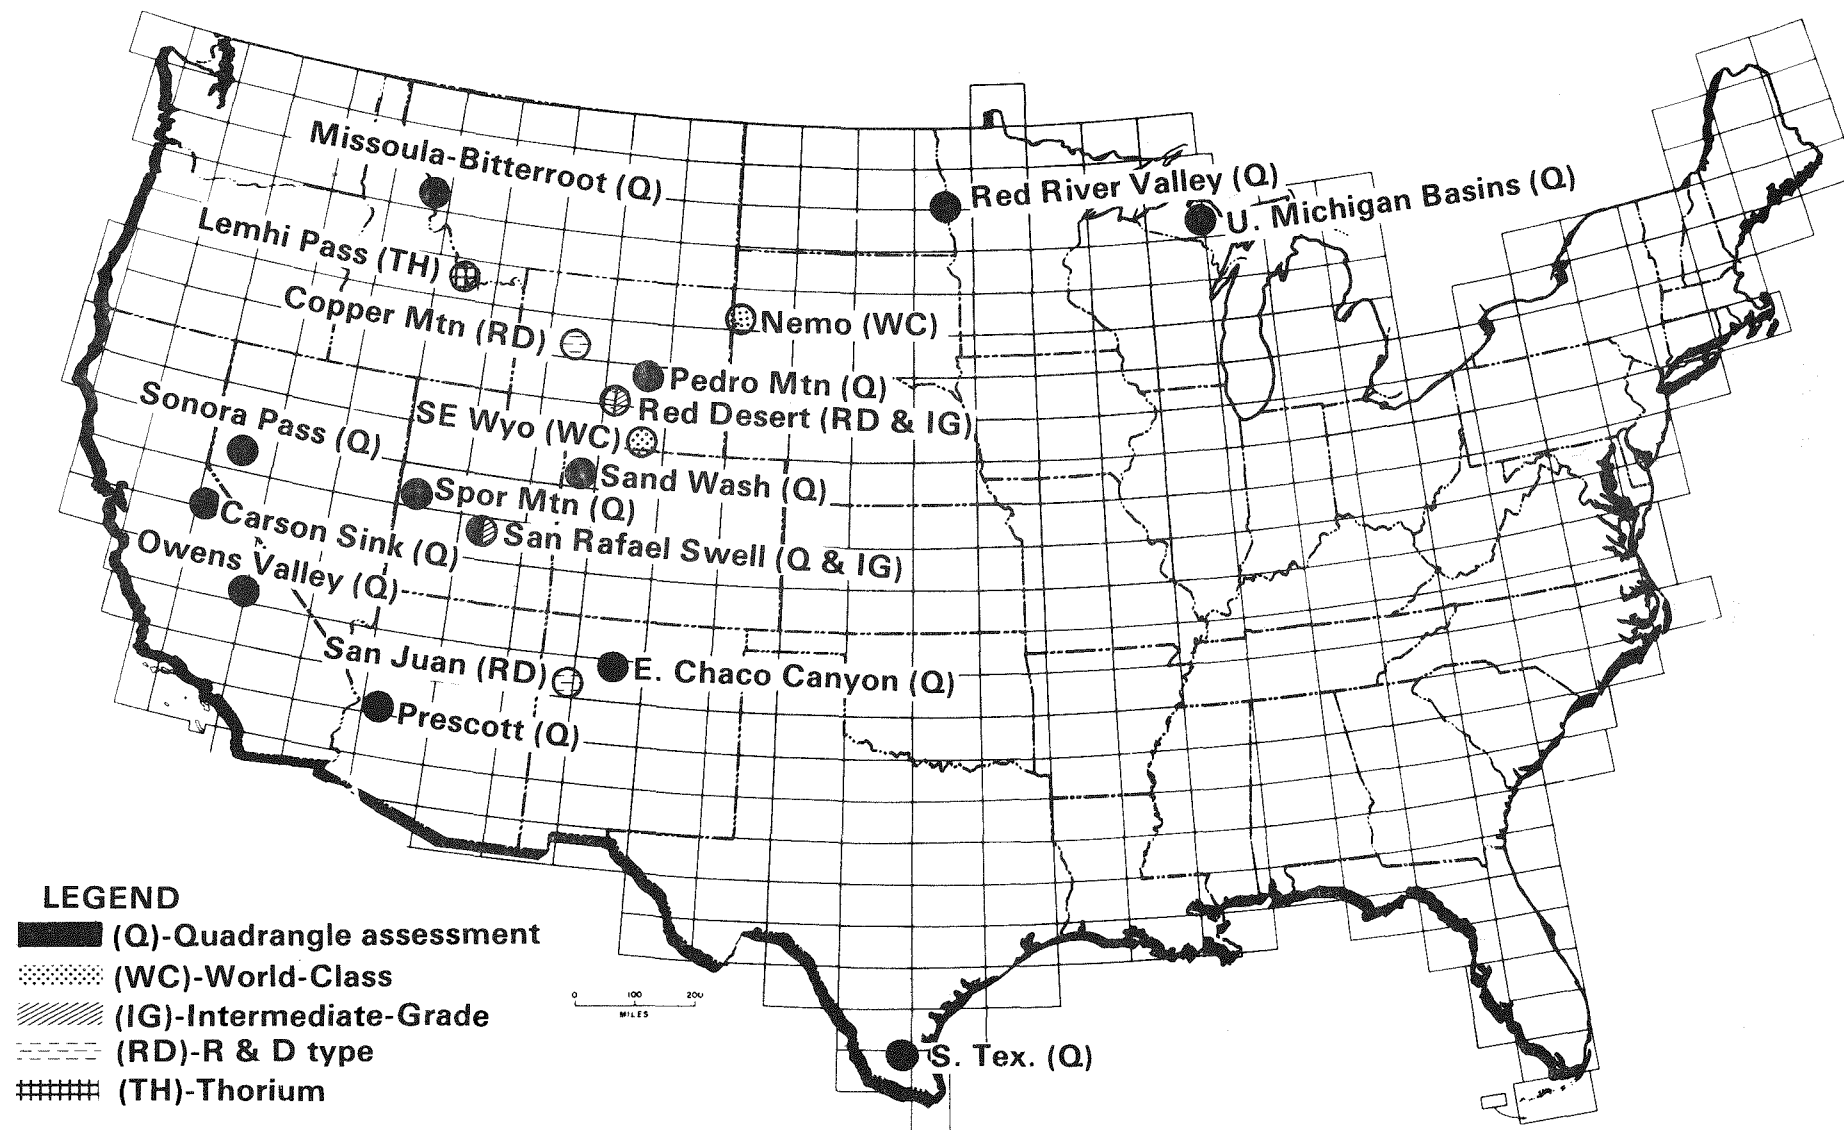 Missoula-Bitterroot (Q)
Red River Valley (Q)
U. Michigan Basins (Q)
Lemhi Pass (TH)
Copper Mtn (RD)
Nemo (WC)
Pedro Mtn (Q)
Red Desert (RD & IG)
Sonora Pass (Q)
SE Wyo (WC)
Sand Wash (Q)
Spor Mtn (Q)
Carson Sink (Q)
San Rafael Swell (Q & IG)
Owens Valley (Q)
San Juan (RD)
E. Chaco Canyon (Q)
Prescott (Q)
LEGEND
(Q)-Quadrangle assessment
(WC)-World-Class
(IG)-Intermediate-Grade
(RD)-R & D type
(TH)-Thorium
0 100 200
MILES
S. Tex. (Q)